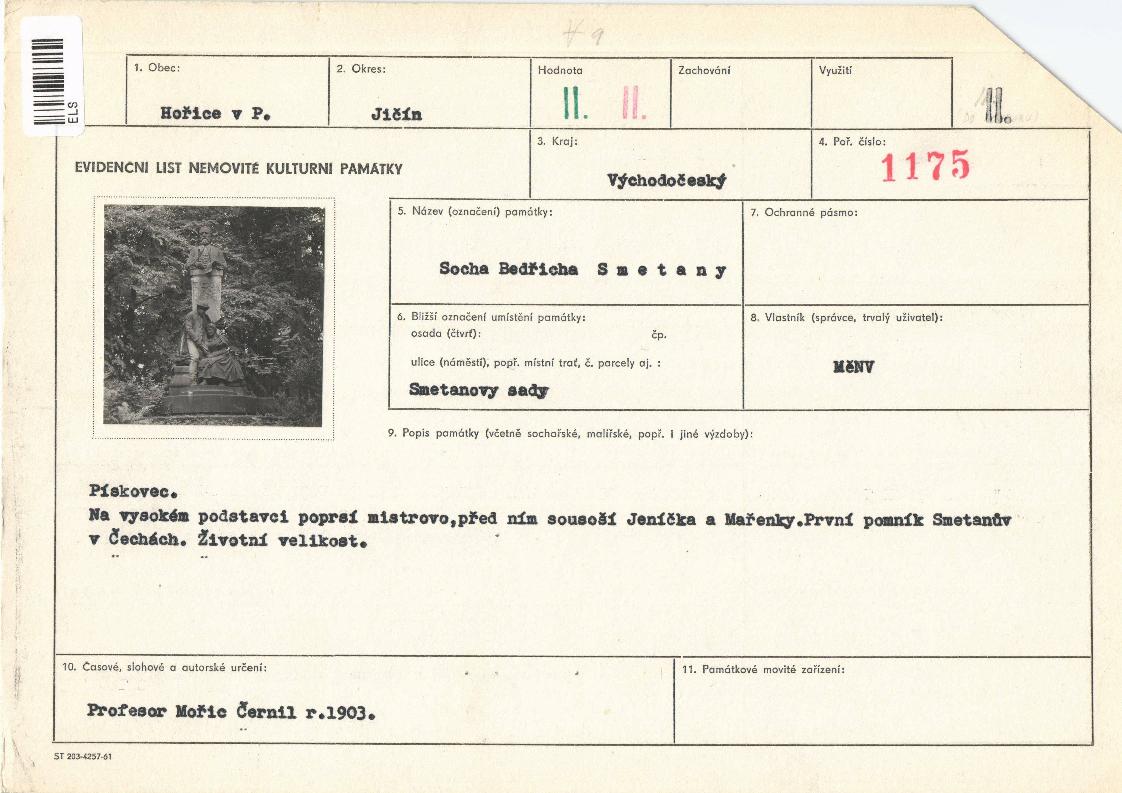 ELS
1. Obec:
Hořice v P.
2. Okres:
Jičín
Hodnota
II. II.
Zachování
Využití
II.
EVIDENČNÍ LIST NEMOVITÉ KULTURNÍ PAMÁTKY
3. Kraj:
Východočeský
4. Poř. číslo:
1175
5. Název (označení) památky:
Socha Bedřicha S m e t a n y
7. Ochranné pásmo:
6. Bližší označení umístění památky:
osada (čtvrť): čp.
ulice (náměstí), popř. místní trať, č. parcely aj. :
Smetanovy sady
8. Vlastník (správce, trvalý uživatel):
MěNV
9. Popis památky (včetně sochařské, malířské, popř. i jiné výzdoby):
Pískovec.
Na vysokém podstavci poprsí mistrovo,před ním sousoší Jeníčka a Mařenky.První pomník Smetanův
v Čechách. Životní velikost.
10. Časové, slohové a autorské určení:
Profesor Mořic Černil r.1903.
11. Památkové movité zařízení:
ST 203-4257-61